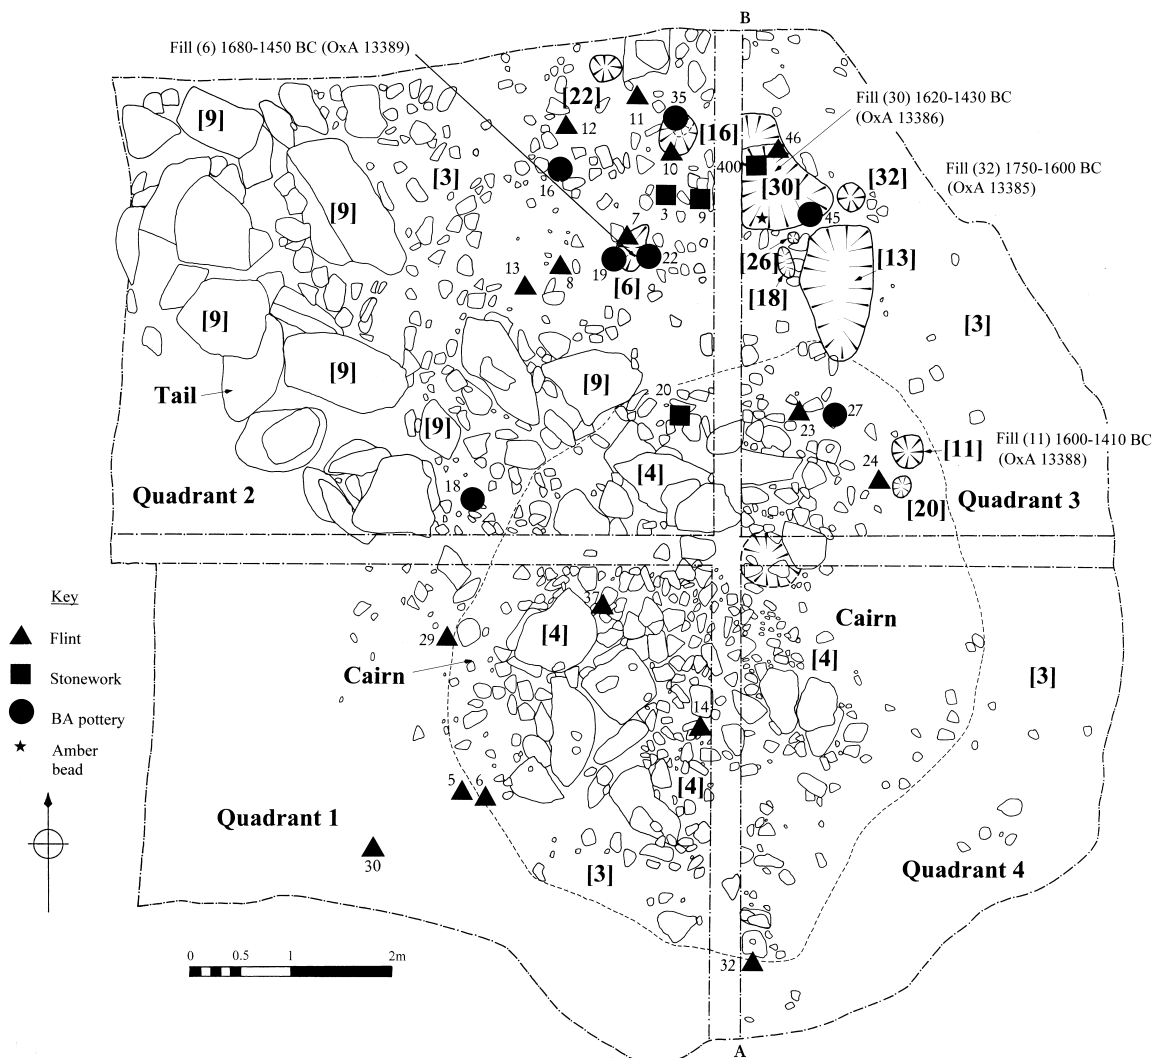 B
Fill (6) 1680-1450 BC (OxA 13389)
[9]
[22]
11
12
35
[16]
10
400
46
Fill (30) 1620-1430 BC
(OxA 13386)
Fill (32) 1750-1600 BC
(OxA 13385)
[3]
16
3
9
[30]
[32]
45
[9]
7
19
22
[6]
13
8
[26]
[18]
[13]
[3]
[9]
[9]
Tail
[9]
20
[9]
23
27
[4]
24
[11]
Fill (11) 1600-1410 BC
(OxA 13388)
[20]
Quadrant 2
18
Quadrant 3
Key
Flint
Stonework
BA pottery
Amber
bead
37
29
[4]
Cairn
Cairn
[4]
[3]
14
[4]
5
6
Quadrant 1
30
[3]
Quadrant 4
0
0.5
1
2m
32
A